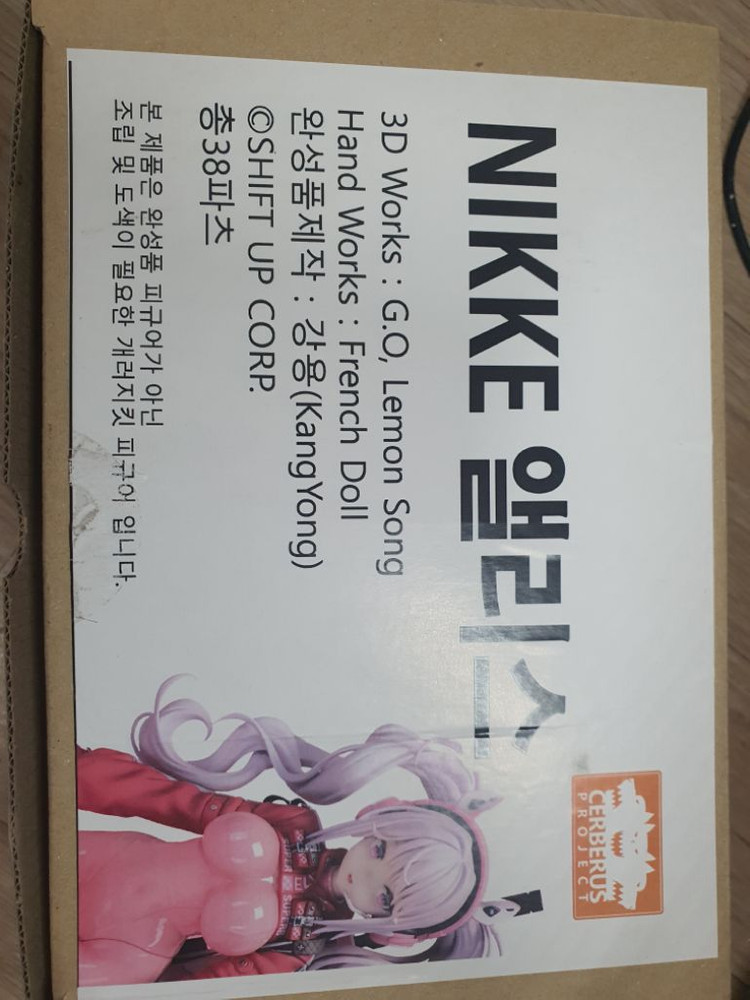 NIKKE 앨리스
3D Works : G.O, Lemon Song
Hand Works : French Doll
완성품제작 : 강용(KangYong)
©SHIFT UP CORP.
총38파츠
본 제품은 완성품 피규어가 아닌
조립 및 도색이 필요한 개러지킷 피규어 입니다.
CERBERUS
PROJECT